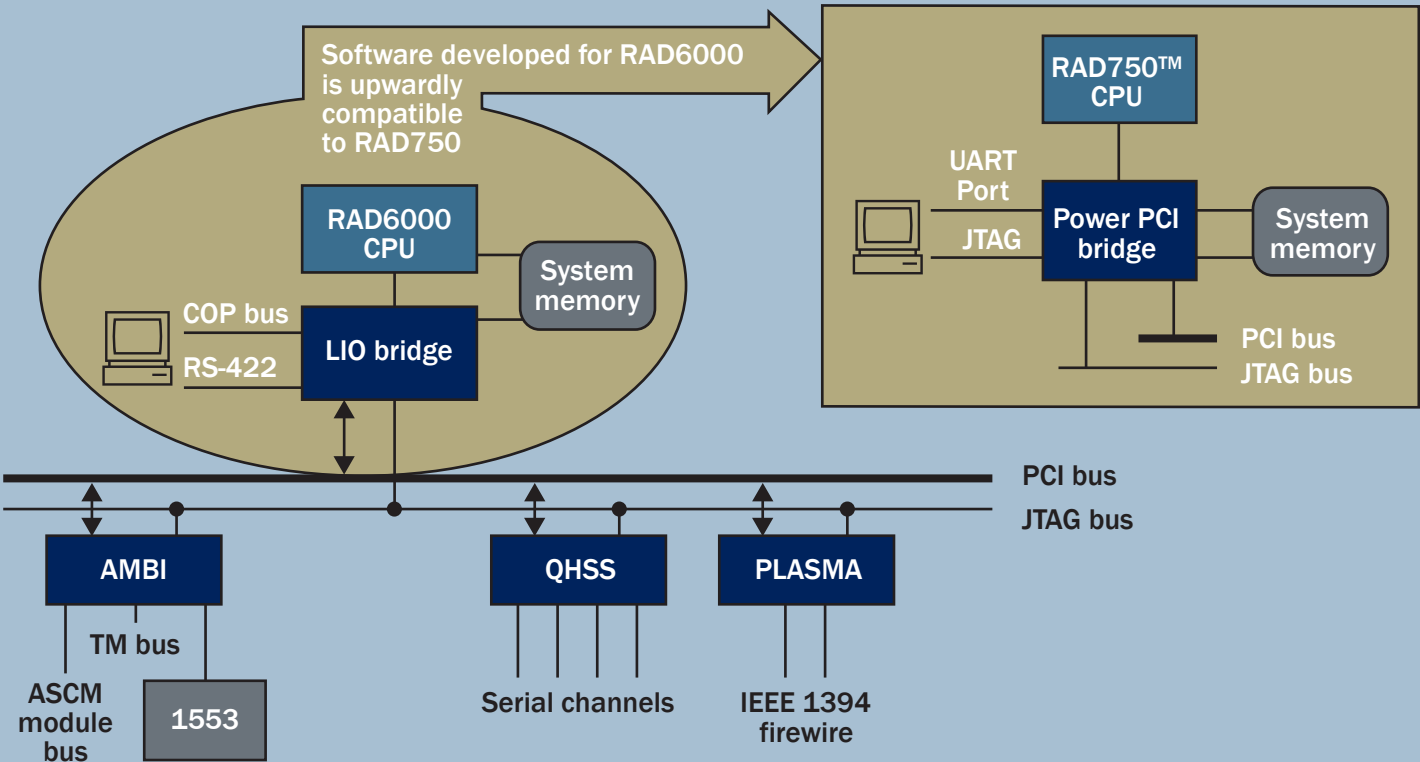 Software developed for RAD6000
is upwardly
compatible
to RAD750
RAD6000
CPU
System
memory
COP bus
RS-422
LIO bridge
RAD750™
CPU
UART
Port
JTAG
Power PCI
bridge
System
memory
PCI bus
JTAG bus
PCI bus
JTAG bus
AMBI
QHSS
PLASMA
TM bus
ASCM
module
bus
1553
Serial channels
IEEE 1394
firewire